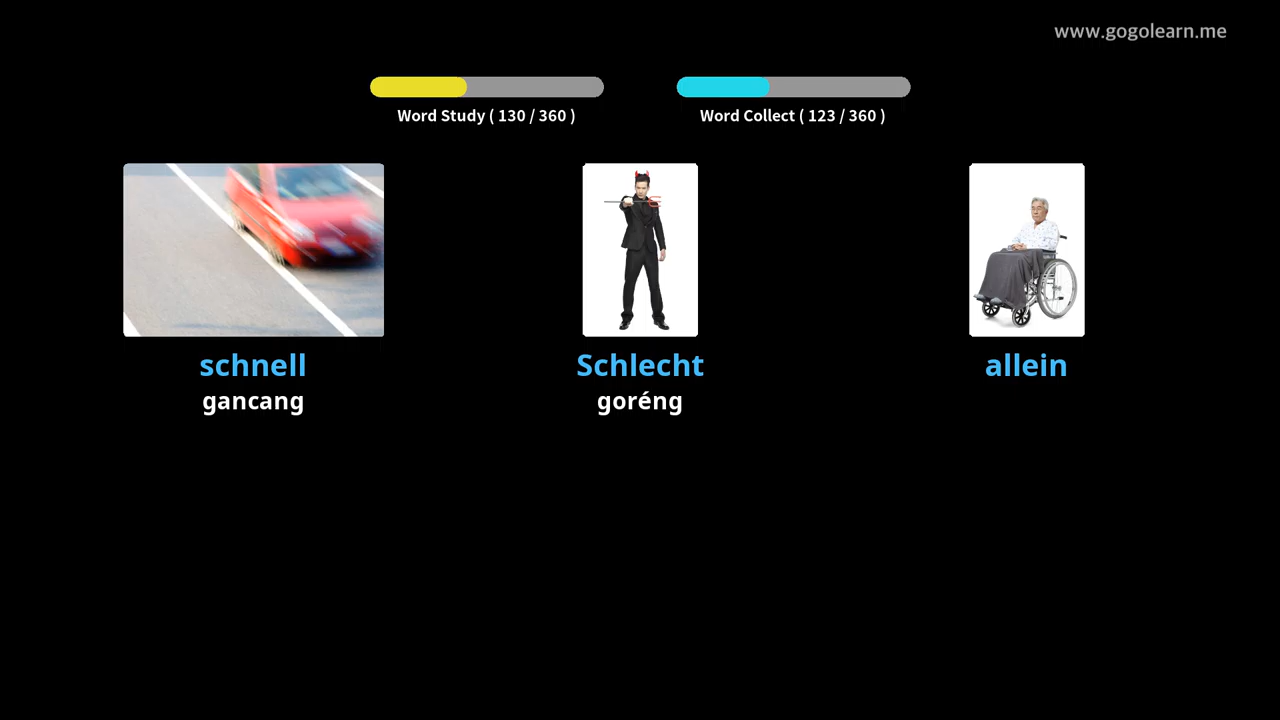 www.gogolearn.me
Word Study ( 130 / 360 )
Word Collect ( 123 / 360 )
schnell
gancang
Schlecht
goréng
allein